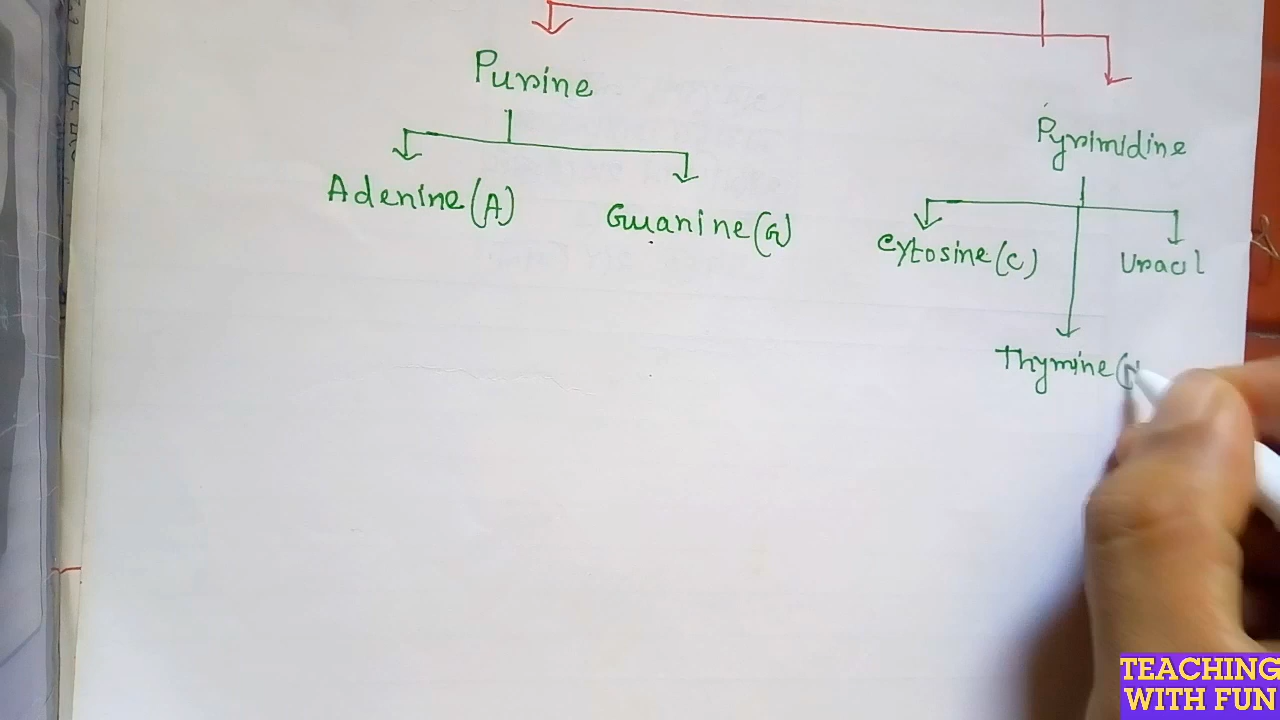 Purine
Pyrimidine
Adenine(A)
Guanine(G)
Cytosine(C)
Uracil
Thymine(
TEACHING
WITH FUN